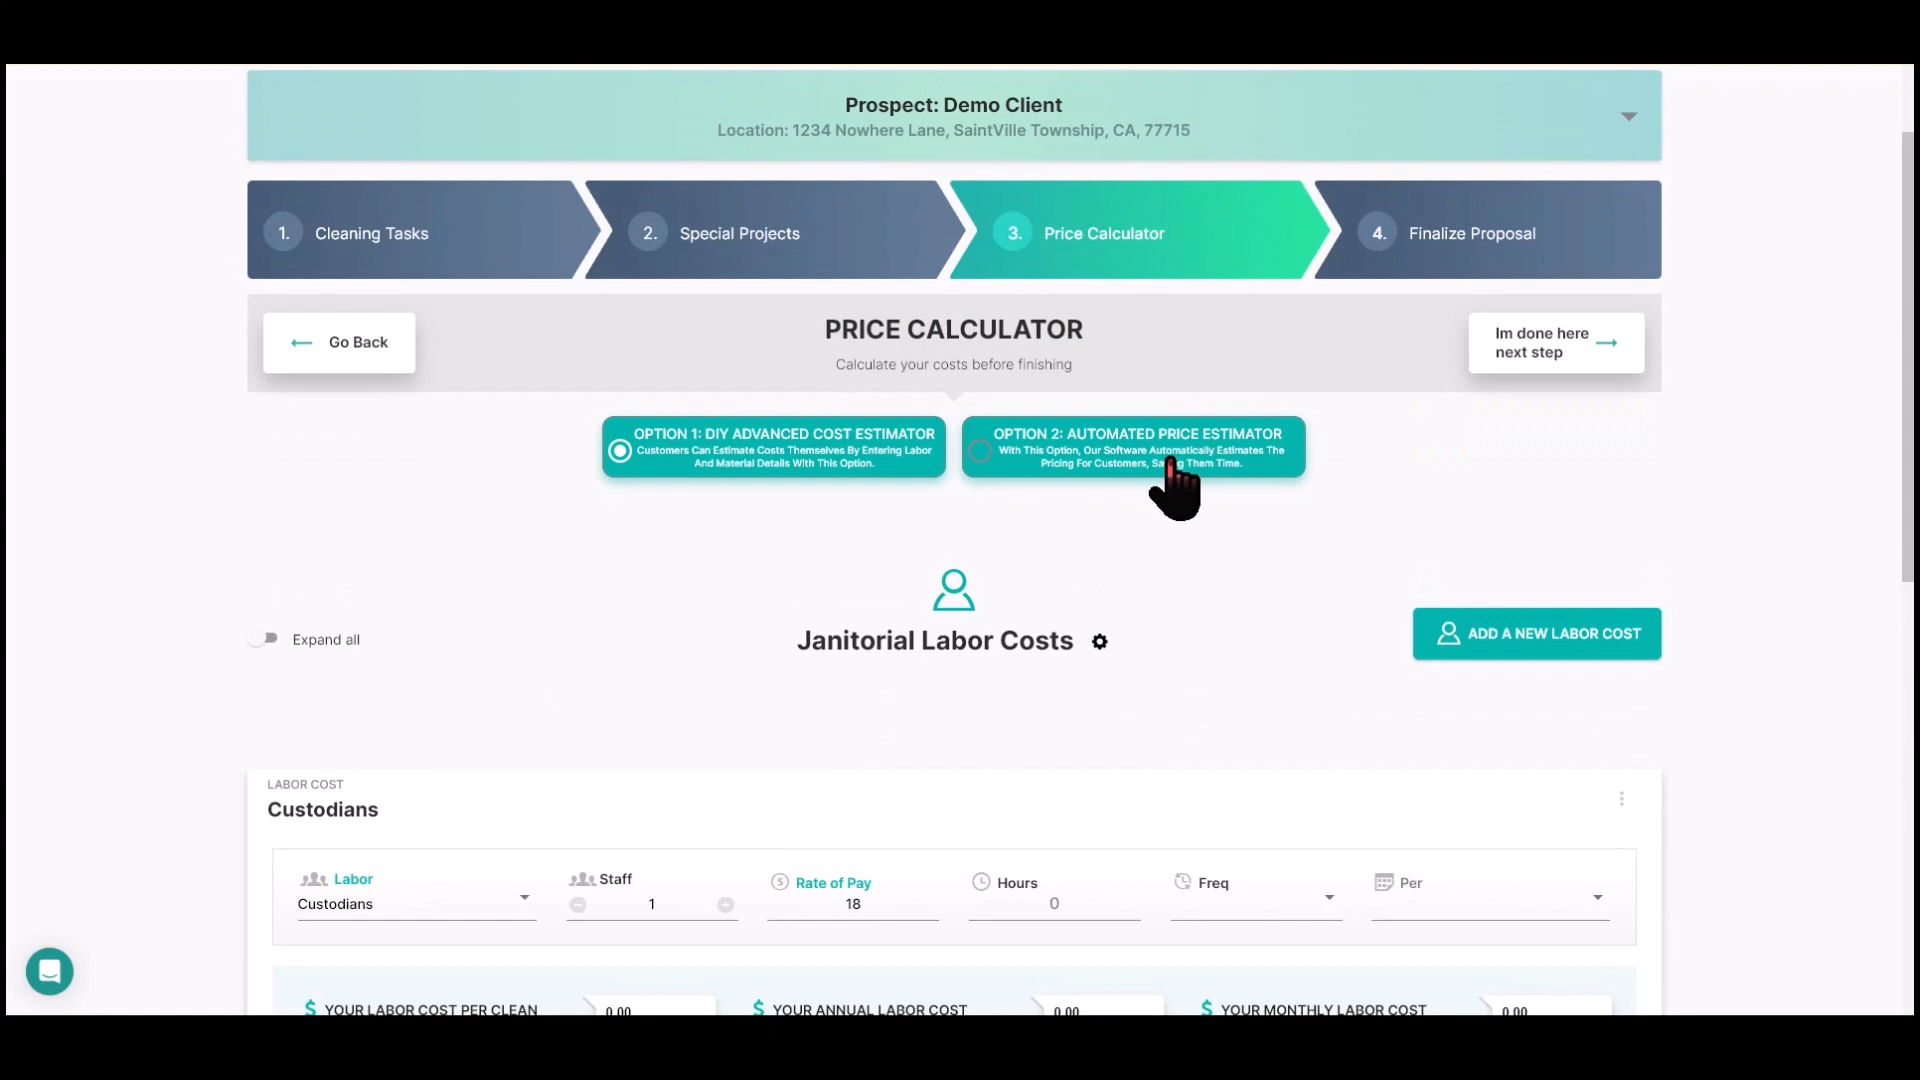 Prospect: Demo Client
Location: 1234 Nowhere Lane, SaintVille Township, CA, 77715
1. Cleaning Tasks
2. Special Projects
3. Price Calculator
4. Finalize Proposal
Go Back
PRICE CALCULATOR
Calculate your costs before finishing
Im done here
next step
OPTION 1: DIY ADVANCED COST ESTIMATOR
Customers Can Estimate Costs Themselves By Entering Labor
And Material Details With This Option.
OPTION 2: AUTOMATED PRICE ESTIMATOR
With This Option, Our Software Automatically Estimates The
Pricing For Customers, Them Time.
Expand all
Janitorial Labor Costs
ADD A NEW LABOR COST
LABOR COST
Custodians
Labor
Custodians
Staff
1
Rate of Pay
18
Hours
0
Freq
Per
$ YOUR LABOR COST PER CLEAN 0.00
$ YOUR ANNUAL LABOR COST 0.00
$ YOUR MONTHLY LABOR COST 0.00